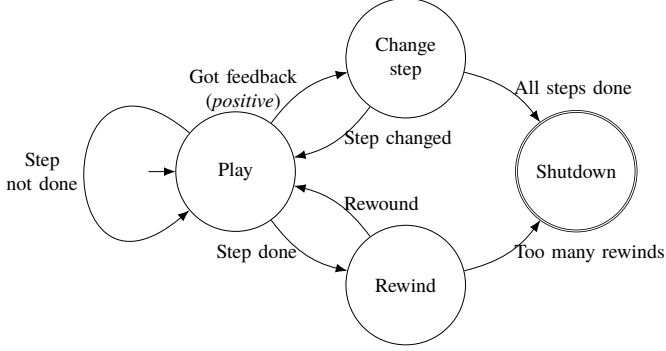 Change
step
Got feedback
(positive)
All steps done
Step changed
Step
not done
Play
Shutdown
Rewound
Step done
Too many rewinds
Rewind